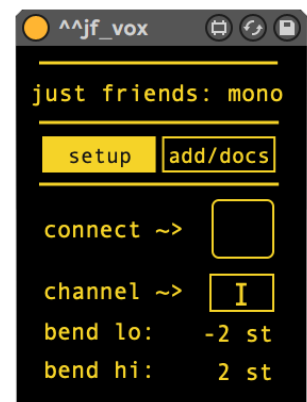 ^^jf_vox
just friends: mono
setup add/docs
connect ~>
channel ~> I
bend lo: -2 st
bend hi: 2 st